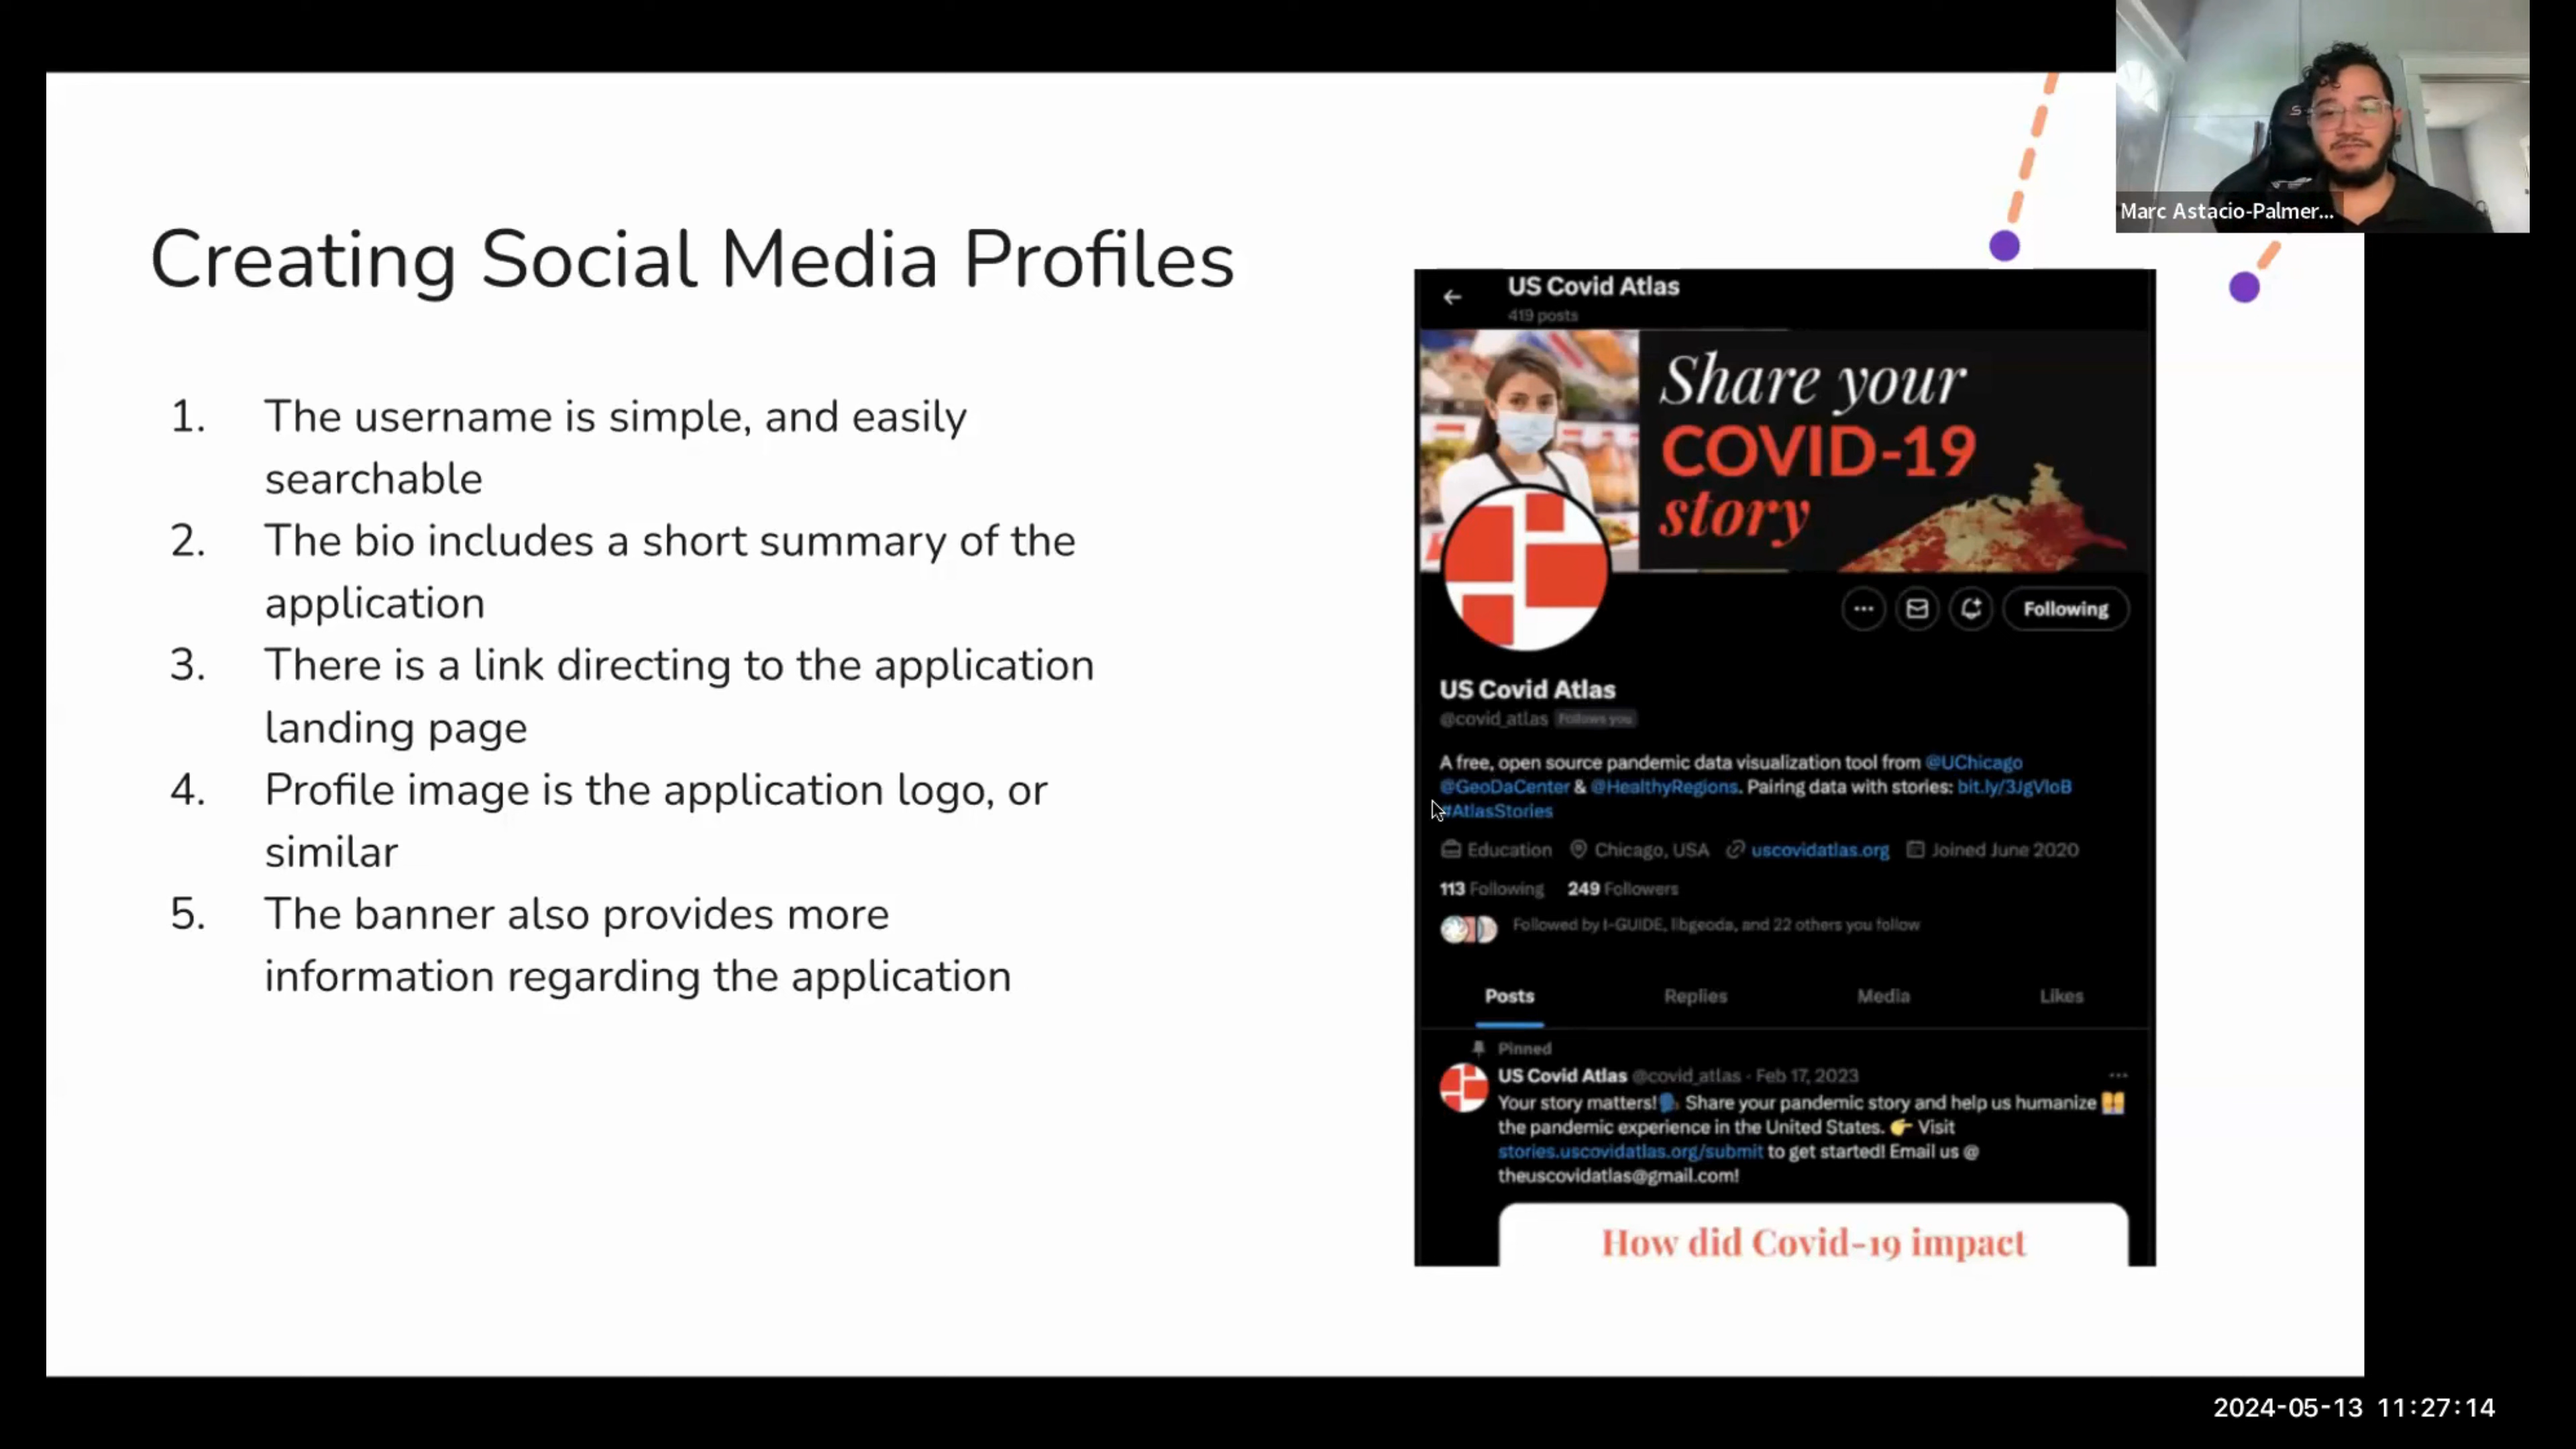 Marc Astacio-Palmer...
Creating Social Media Profiles
1. The username is simple, and easily
searchable
2. The bio includes a short summary of the
application
3. There is a link directing to the application
landing page
4. Profile image is the application logo, or
similar
5. The banner also provides more
information regarding the application
US Covid Atlas
419 posts
Share your
COVID-19
story
Following
US Covid Atlas
@covid_atlas Follows you
A free, open source pandemic data visualization tool from @UChicago
@GeoDaCenter & @HealthyRegions. Pairing data with stories: bit.ly/3JgVloB
#AtlasStories
Education Chicago, USA uscovidatlas.org Joined June 2020
113 Following 249 Followers
Followed by I-GUIDE, libgeoda, and 22 others you follow
Posts Replies Media Likes
Pinned
US Covid Atlas @covid_atlas · Feb 17, 2023
Your story matters! Share your pandemic story and help us humanize
the pandemic experience in the United States. Visit
stories.uscovidatlas.org/submit to get started! Email us @
theuscovidatlas@gmail.com!
How did Covid-19 impact
2024-05-13 11:27:14